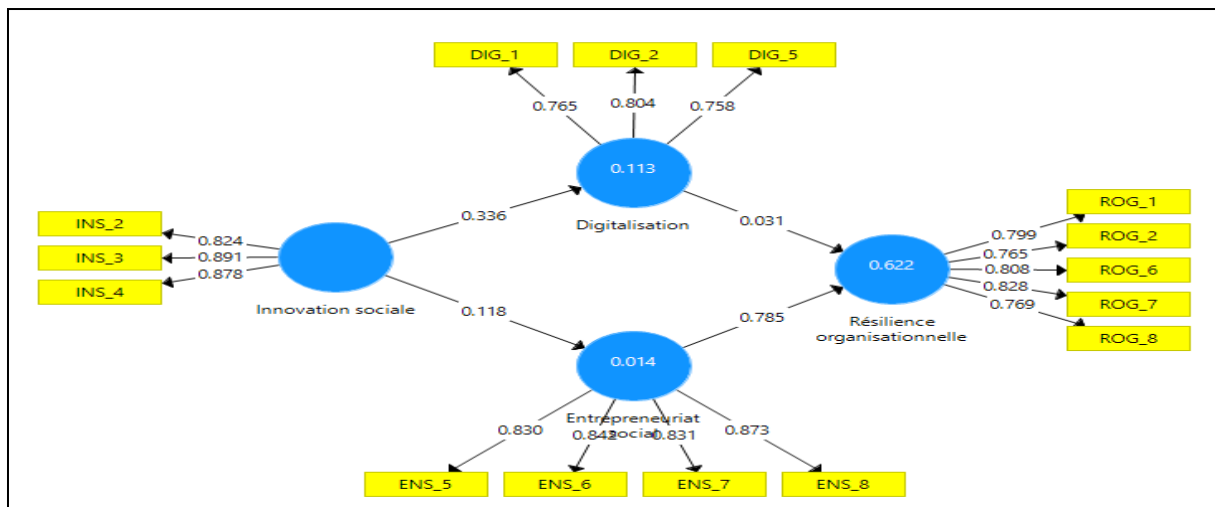 DIG_1 DIG_2 DIG_5
0.765 0.804 0.758
0.113
Digitalisation
INS_2
INS_3
INS_4
0.824
0.891
0.878
Innovation sociale
0.336
0.118
0.031
0.785
0.622
Résilience
organisationnelle
0.799
0.765
0.808
0.828
0.769
ROG_1
ROG_2
ROG_6
ROG_7
ROG_8
0.014
Entrepreneuriat
social
0.830 0.842 0.831 0.873
ENS_5 ENS_6 ENS_7 ENS_8